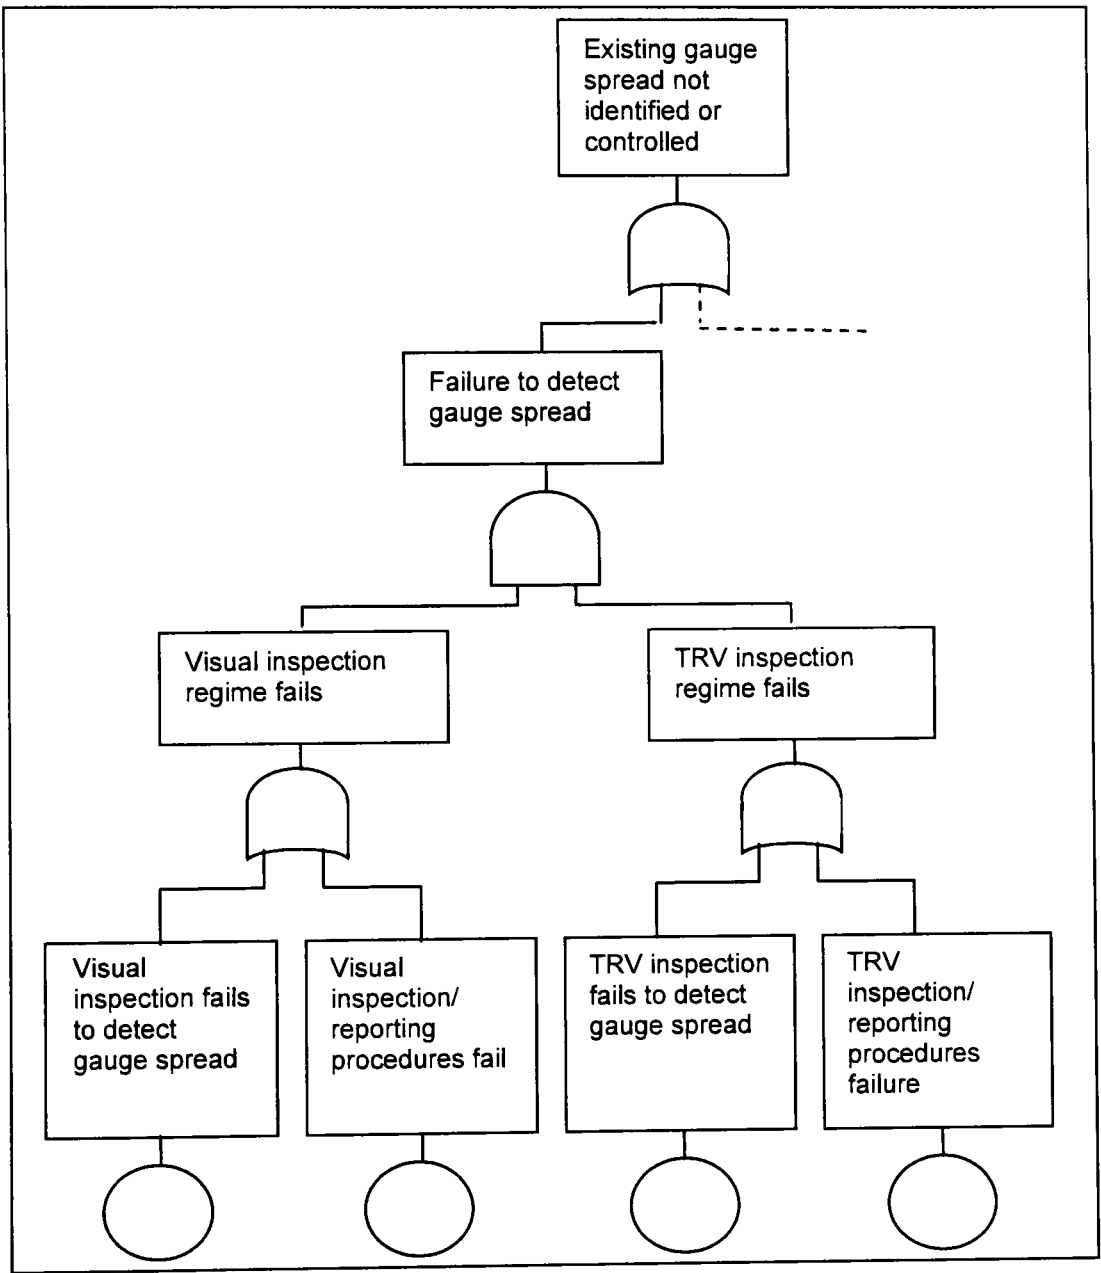 Existing gauge
spread not
identified or
controlled
Failure to detect
gauge spread
Visual inspection
regime fails
TRV inspection
regime fails
Visual
inspection fails
to detect
gauge spread
Visual
inspection/
reporting
procedures fail
TRV inspection
fails to detect
gauge spread
TRV
inspection/
reporting
procedures
failure